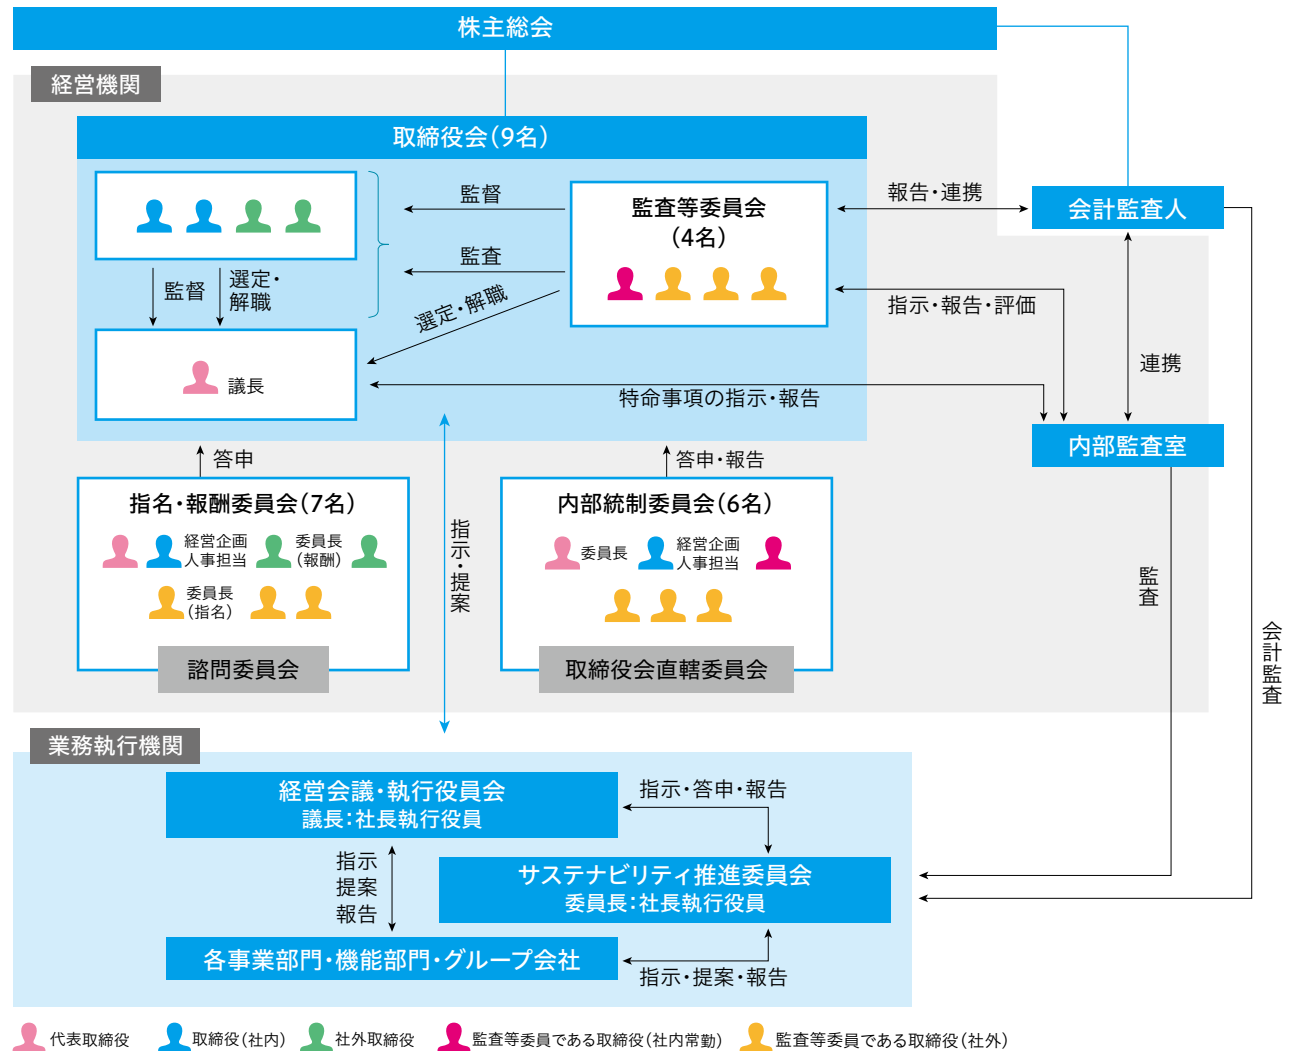 株主総会
経営機関
取締役会(9名)
監査等委員会
(4名)
監督
監査
選定・解職
監督
選定・
解職
議長
報告・連携
会計監査人
指示・報告・評価
連携
特命事項の指示・報告
内部監査室
答申
答申・報告
指名・報酬委員会(7名)
経営企画
人事担当
委員長
(報酬)
委員長
(指名)
諮問委員会
内部統制委員会(6名)
委員長
経営企画
人事担当
取締役会直轄委員会
指示・提案
監査
会計監査
業務執行機関
経営会議・執行役員会
議長:社長執行役員
指示・答申・報告
指示
提案
報告
サステナビリティ推進委員会
委員長:社長執行役員
各事業部門・機能部門・グループ会社
指示・提案・報告
代表取締役
取締役(社内)
社外取締役
監査等委員である取締役(社内常勤)
監査等委員である取締役(社外)